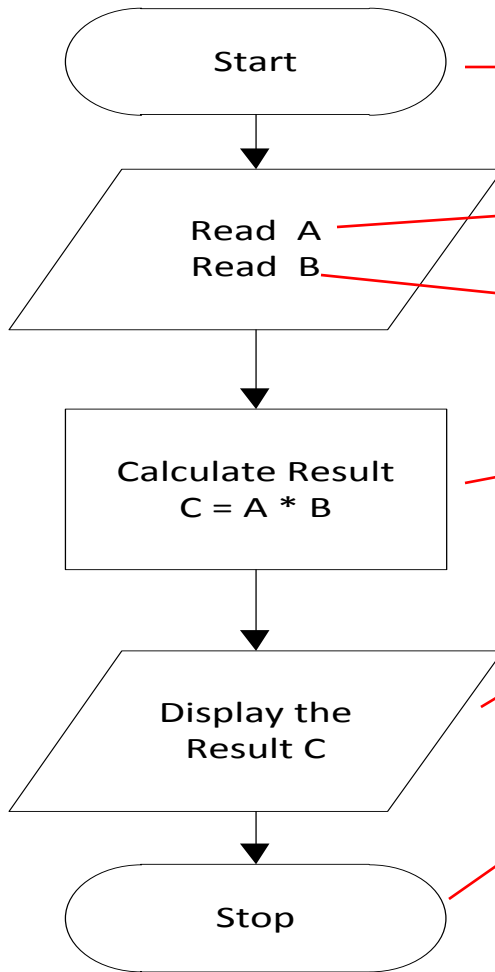 Start
Read A
Read B
Calculate Result
C = A * B
Display the
Result C
Stop